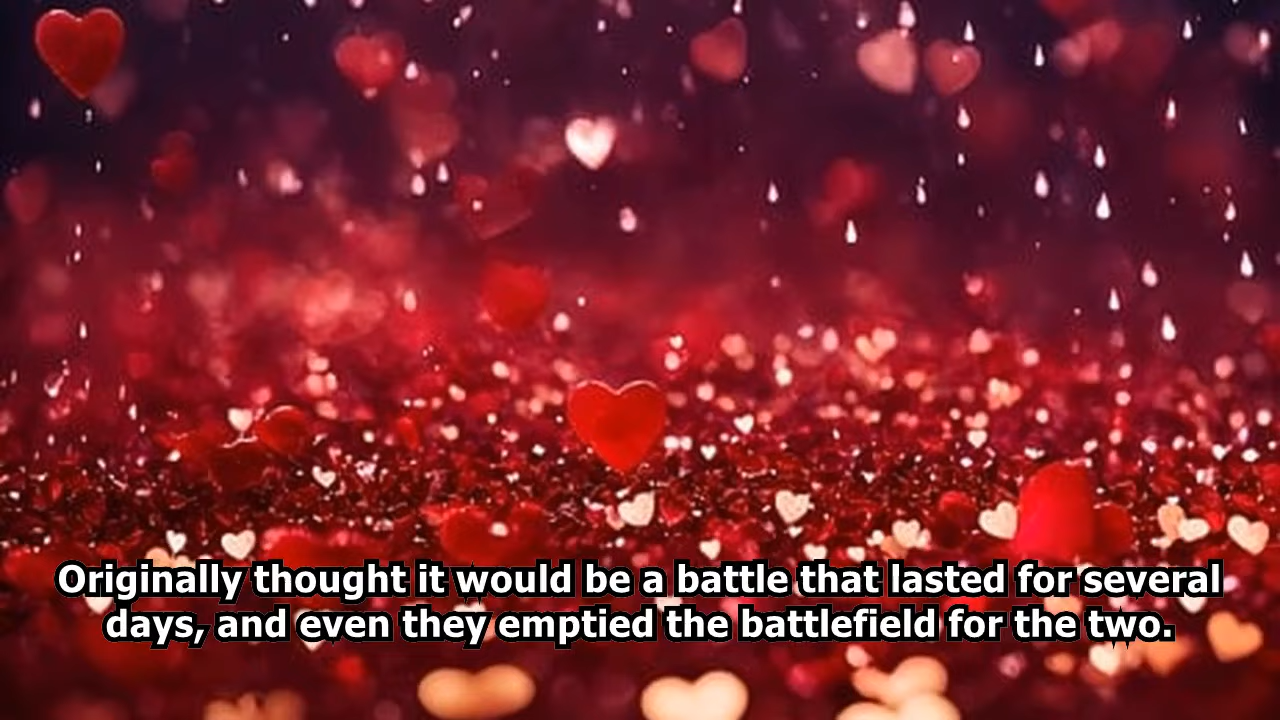 Originally thought it would be a battle that lasted for several
days, and even they emptied the battlefield for the two.